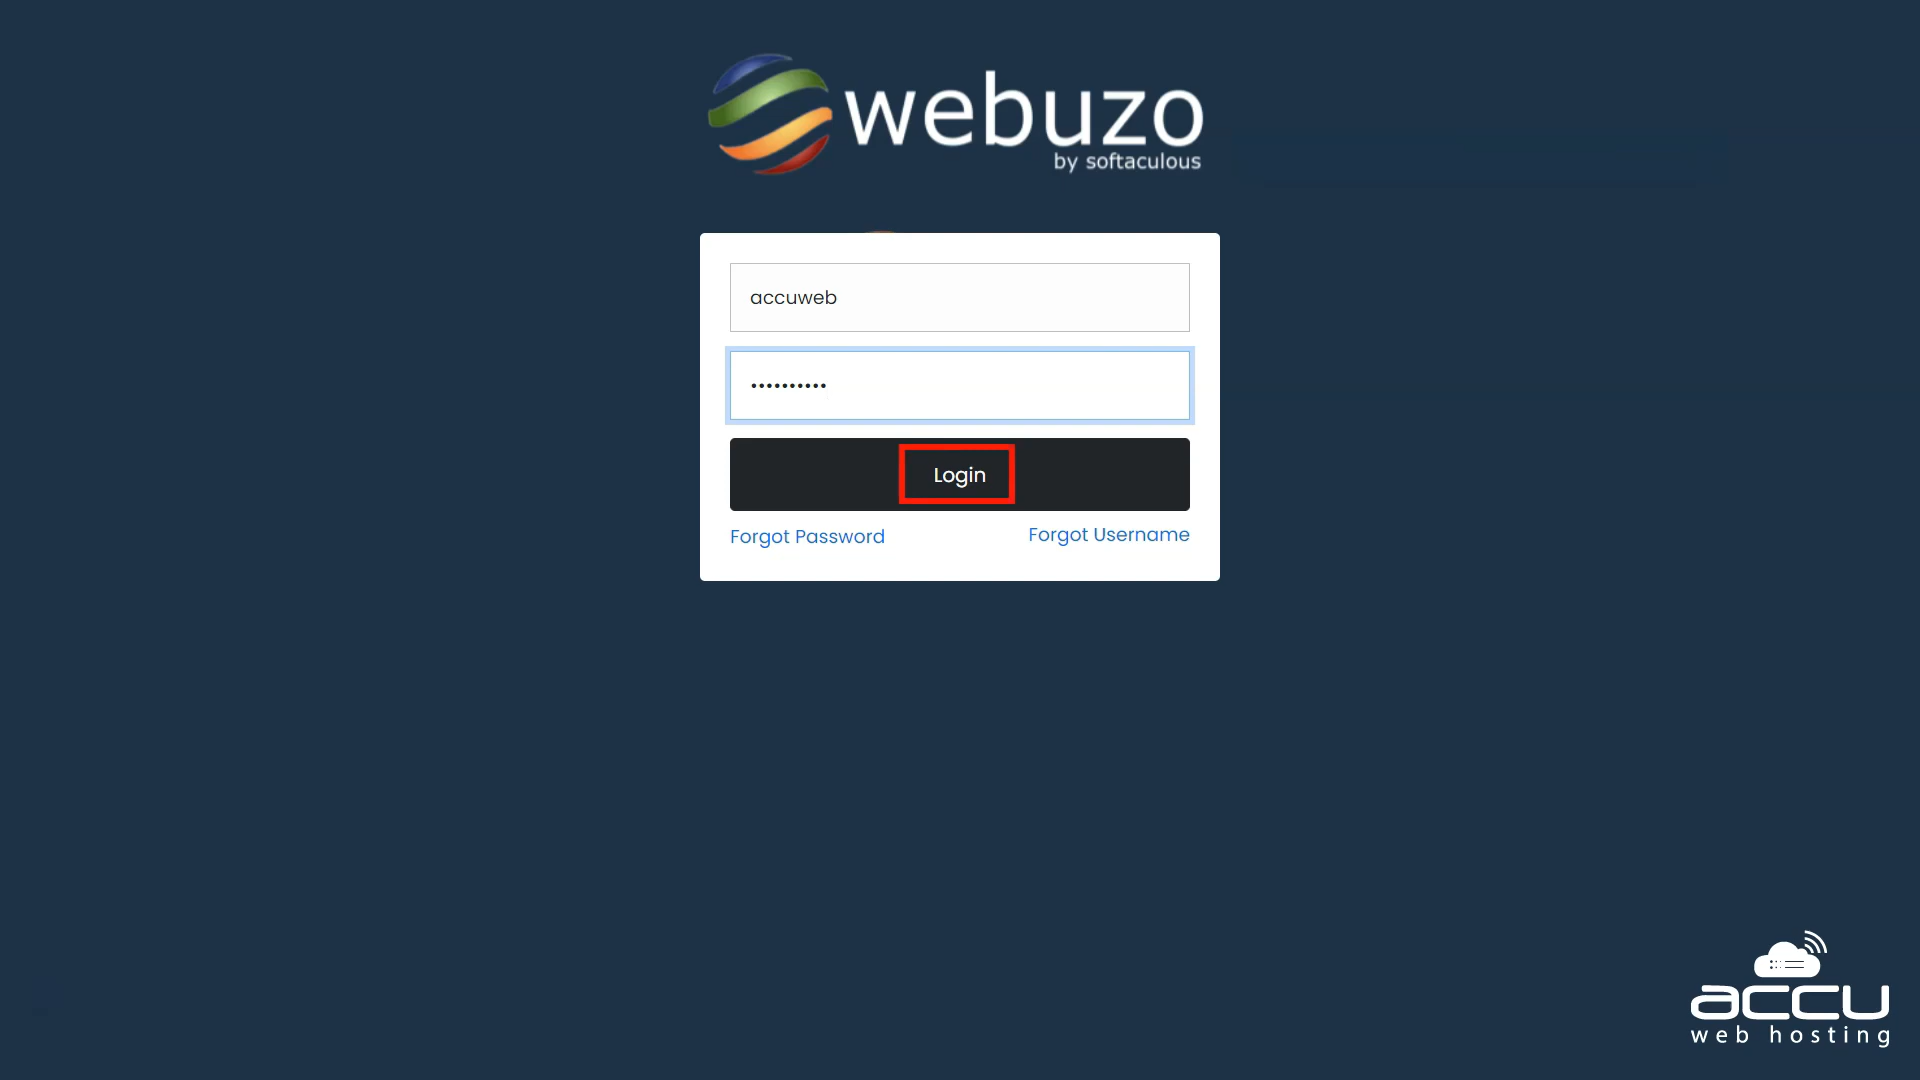 webuzo
by softaculous
accuweb
••••••••••
Login
Forgot Password
Forgot Username
accu
web hosting